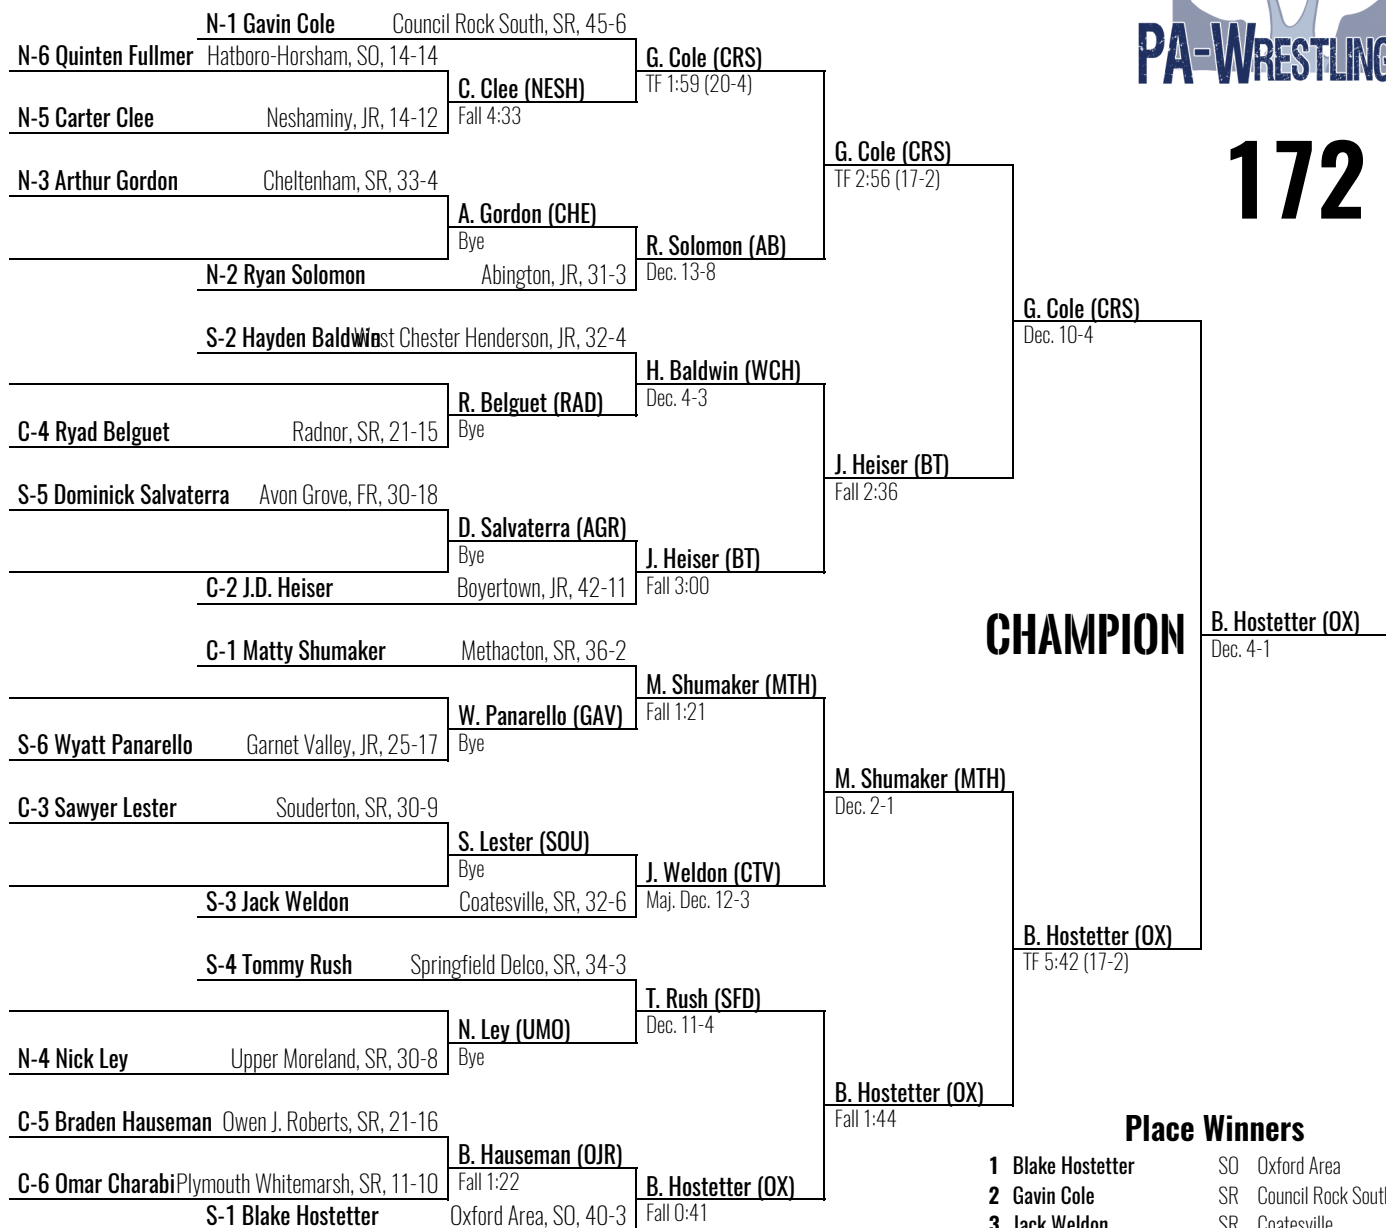 N-1 Gavin Cole Council Rock South, SR, 45-6
N-6 Quinten Fullmer Hatboro-Horsham, SO, 14-14
C. Clee (NESH)
Fall 4:33
N-5 Carter Clee Neshaminy, JR, 14-12
G. Cole (CRS)
TF 1:59 (20-4)
N-3 Arthur Gordon Cheltenham, SR, 33-4
A. Gordon (CHE)
Bye
N-2 Ryan Solomon Abington, JR, 31-3
R. Solomon (AB)
Dec. 13-8
G. Cole (CRS)
TF 2:56 (17-2)
S-2 Hayden Baldwin West Chester Henderson, JR, 32-4
R. Belguet (RAD)
Bye
C-4 Ryad Belguet Radnor, SR, 21-15
H. Baldwin (WCH)
Dec. 4-3
S-5 Dominick Salvaterra Avon Grove, FR, 30-18
D. Salvaterra (AGR)
Bye
C-2 J.D. Heiser Boyertown, JR, 42-11
J. Heiser (BT)
Fall 3:00
J. Heiser (BT)
Fall 2:36
G. Cole (CRS)
Dec. 10-4
C-1 Matty Shumaker Methacton, SR, 36-2
W. Panarello (GAV)
Bye
S-6 Wyatt Panarello Garnet Valley, JR, 25-17
M. Shumaker (MTH)
Fall 1:21
C-3 Sawyer Lester Souderton, SR, 30-9
S. Lester (SOU)
Bye
S-3 Jack Weldon Coatesville, SR, 32-6
J. Weldon (CTV)
Maj. Dec. 12-3
M. Shumaker (MTH)
Dec. 2-1
S-4 Tommy Rush Springfield Delco, SR, 34-3
N. Ley (UMO)
Bye
N-4 Nick Ley Upper Moreland, SR, 30-8
T. Rush (SFD)
Dec. 11-4
C-5 Braden Hauseman Owen J. Roberts, SR, 21-16
B. Hauseman (OJR)
Fall 1:22
C-6 Omar Charabi Plymouth Whitemarsh, SR, 11-10
S-1 Blake Hostetter Oxford Area, SO, 40-3
B. Hostetter (OX)
Fall 0:41
B. Hostetter (OX)
Fall 1:44
B. Hostetter (OX)
TF 5:42 (17-2)
CHAMPION
B. Hostetter (OX)
Dec. 4-1
PA-WRESTLING
172
Place Winners
1 Blake Hostetter SO Oxford Area
2 Gavin Cole SR Council Rock South
3 Jack Weldon SR Coatesville